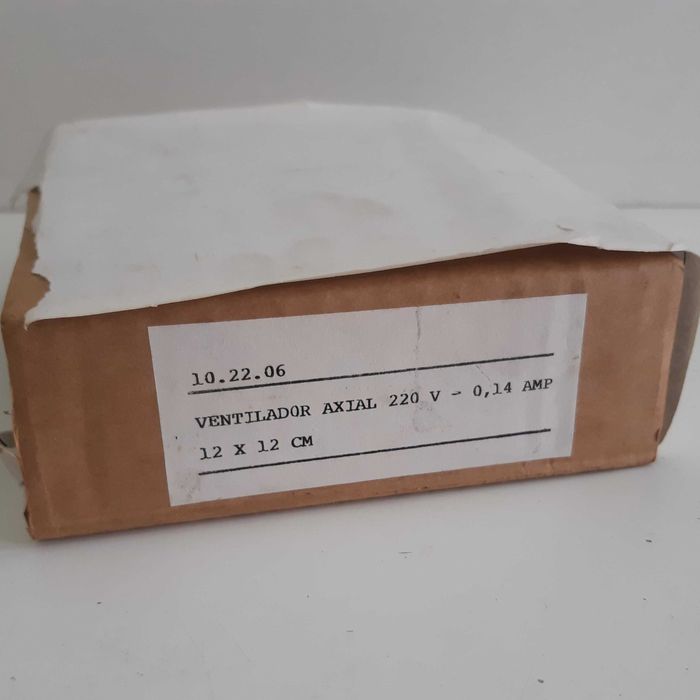 10.22.06
VENTILADOR AXIAL 220 V - 0,14 AMP
12 X 12 CM